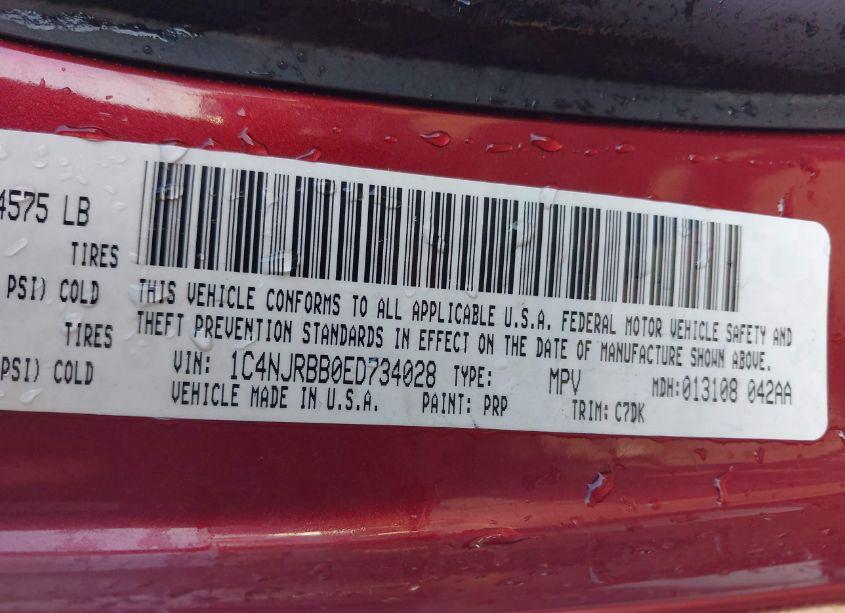 4575 LB
TIRES
PSI) COLD
TIRES
PSI) COLD
THIS VEHICLE CONFORMS TO ALL APPLICABLE U.S.A. FEDERAL MOTOR VEHICLE SAFETY AND
THEFT PREVENTION STANDARDS IN EFFECT ON THE DATE OF MANUFACTURE SHOWN ABOVE.
VIN: 1C4NJRBB0ED734028 TYPE: MPV MDH:013108 042AA
VEHICLE MADE IN U.S.A. PAINT: PRP TRIM: C7DK